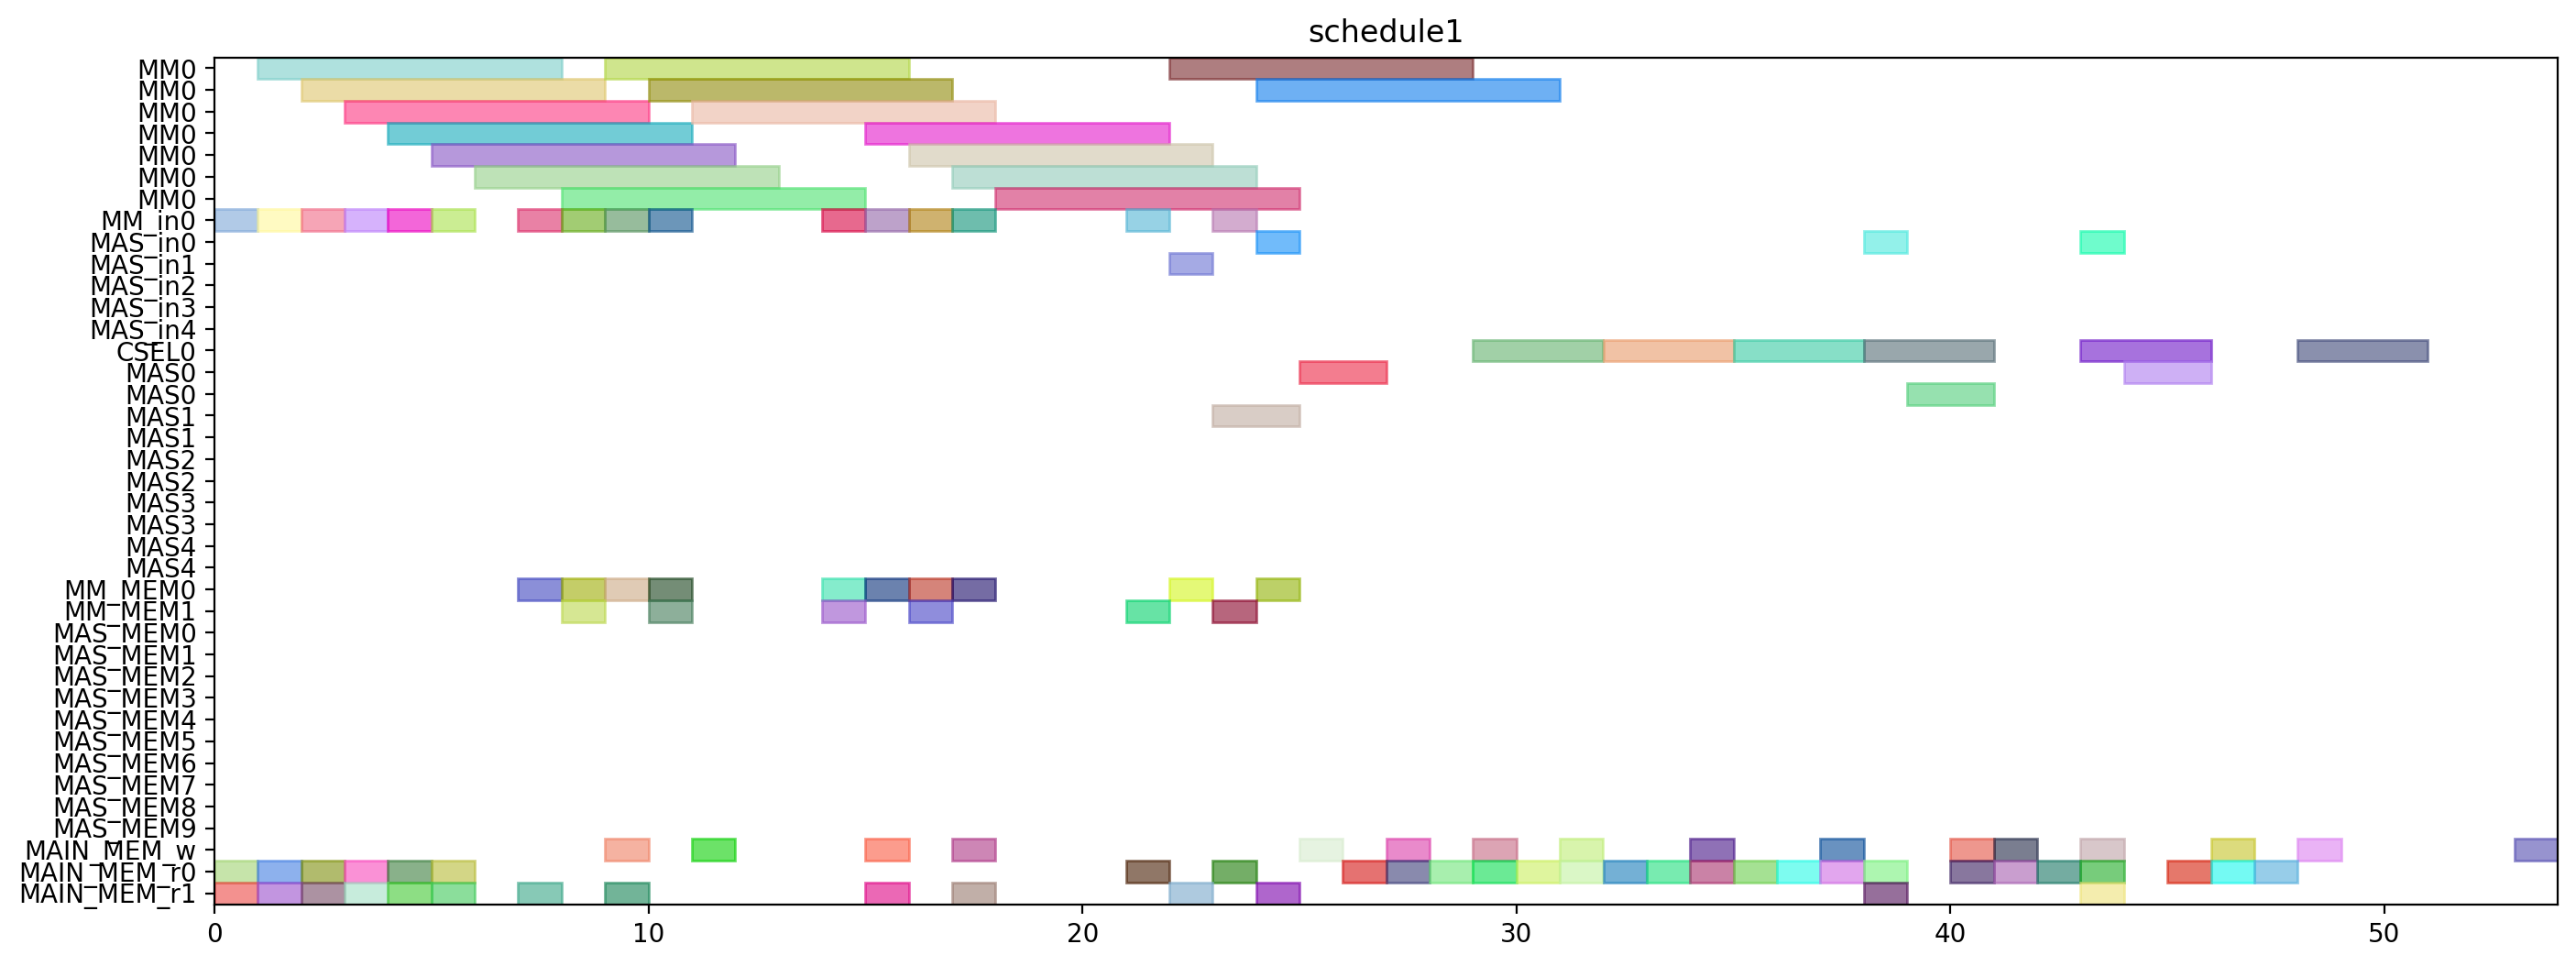 schedule1
MM0
MM0
MM0
MM0
MM0
MM0
MM0
MM_in0
MAS_in0
MAS_in1
MAS_in2
MAS_in3
MAS_in4
CSEL0
MAS0
MAS0
MAS1
MAS1
MAS2
MAS2
MAS3
MAS3
MAS4
MAS4
MM_MEM0
MM_MEM1
MAS_MEM0
MAS_MEM1
MAS_MEM2
MAS_MEM3
MAS_MEM4
MAS_MEM5
MAS_MEM6
MAS_MEM7
MAS_MEM8
MAS_MEM9
MAIN_MEM_w
MAIN_MEM_r0
MAIN_MEM_r1
0 10 20 30 40 50